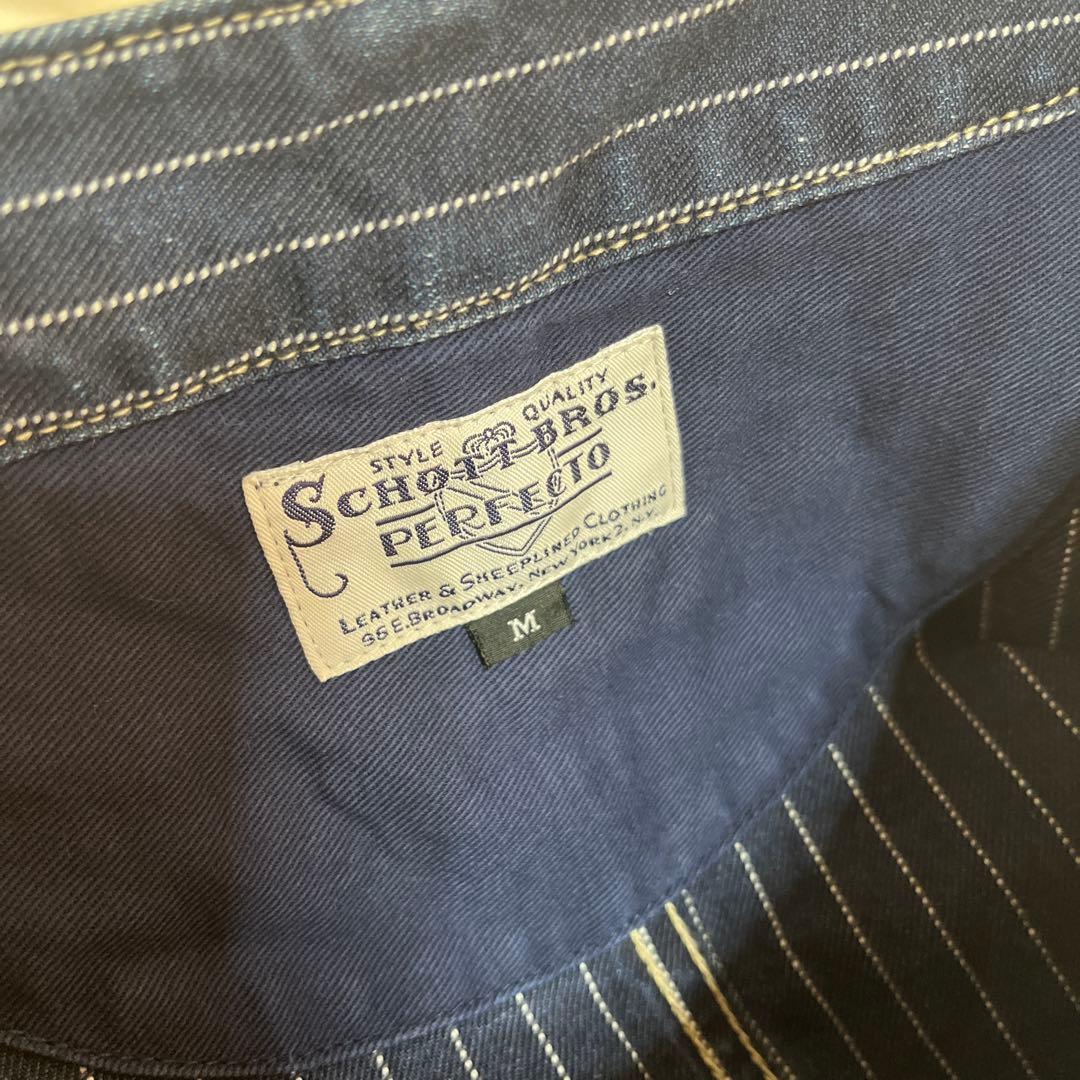 STYLE QUALITY
SCHOTT BROS.
PERFECTO
LEATHER & SHEEPLINED CLOTHING
96 E. BROADWAY. NEW YORK 2. N.Y.
M